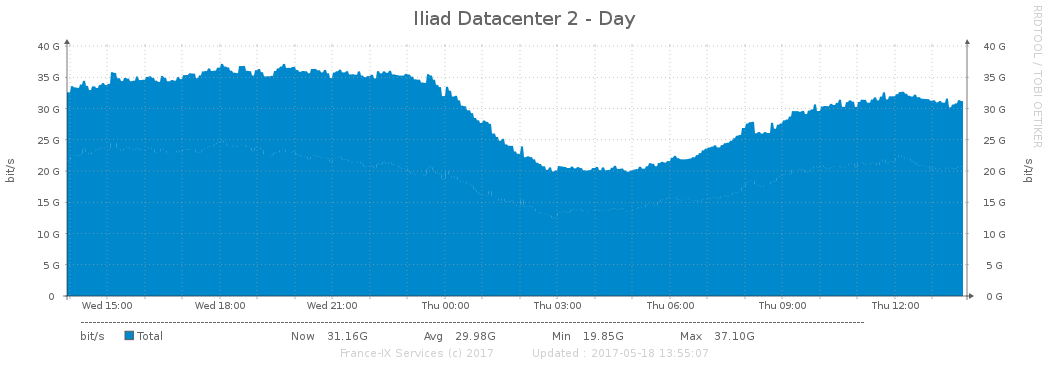 Iliad Datacenter 2 - Day
RRDTOOL / TOBI OETIKER
40 G 40 G
35 G 35 G
30 G 30 G
25 G 25 G
20 G 20 G
15 G 15 G
10 G 10 G
5 G 5 G
0 0 G
bit/s bit/s
Wed 15:00 Wed 18:00 Wed 21:00 Thu 00:00 Thu 03:00 Thu 06:00 Thu 09:00 Thu 12:00
bit/s Total Now 31.16G Avg 29.98G Min 19.85G Max 37.10G
France-IX Services (c) 2017 Updated : 2017-05-18 13:55:07